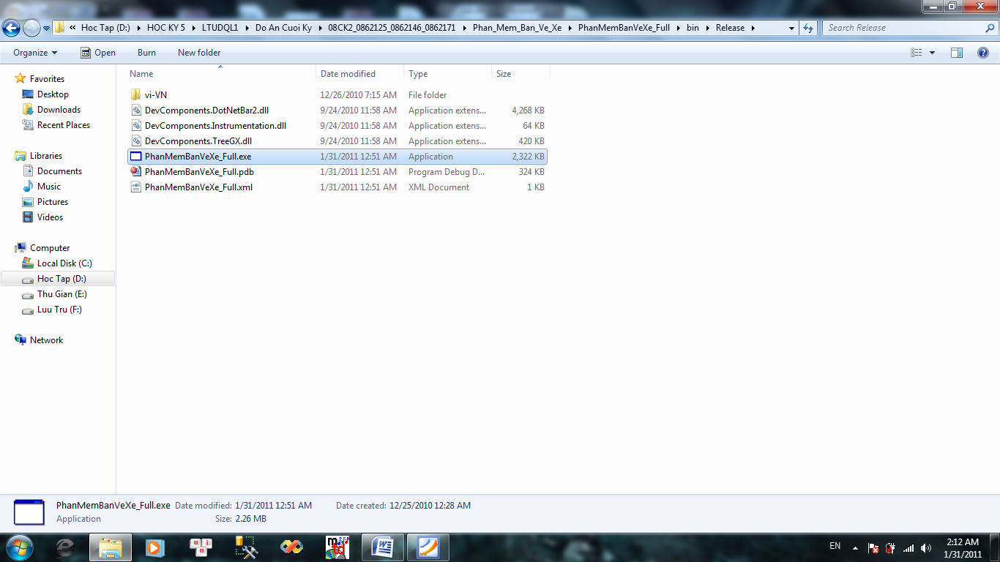 « Hoc Tap (D:) ▸ HOC KY 5 ▸ LTUDQL1 ▸ Do An Cuoi Ky ▸ 08CK2_0862125_0862146_0862171 ▸ Phan_Mem_Ban_Ve_Xe ▸ PhanMemBanVeXe_Full ▸ bin ▸ Release ▸ Search Release
Organize Open Burn New folder
Name Date modified Type Size
Favorites
Desktop
Downloads
Recent Places
Libraries
Documents
Music
Pictures
Videos
Computer
Local Disk (C:)
Hoc Tap (D:)
Thu Gian (E:)
Luu Tru (F:)
Network
vi-VN 12/26/2010 7:15 AM File folder
DevComponents.DotNetBar2.dll 9/24/2010 11:58 AM Application extens... 4,268 KB
DevComponents.Instrumentation.dll 9/24/2010 11:58 AM Application extens... 64 KB
DevComponents.TreeGX.dll 9/24/2010 11:58 AM Application extens... 420 KB
PhanMemBanVeXe_Full.exe 1/31/2011 12:51 AM Application 2,322 KB
PhanMemBanVeXe_Full.pdb 1/31/2011 12:51 AM Program Debug D... 324 KB
PhanMemBanVeXe_Full.xml 1/31/2011 12:51 AM XML Document 1 KB
PhanMemBanVeXe_Full.exe Date modified: 1/31/2011 12:51 AM Date created: 12/25/2010 12:28 AM
Application Size: 2.26 MB
EN 2:12 AM
1/31/2011